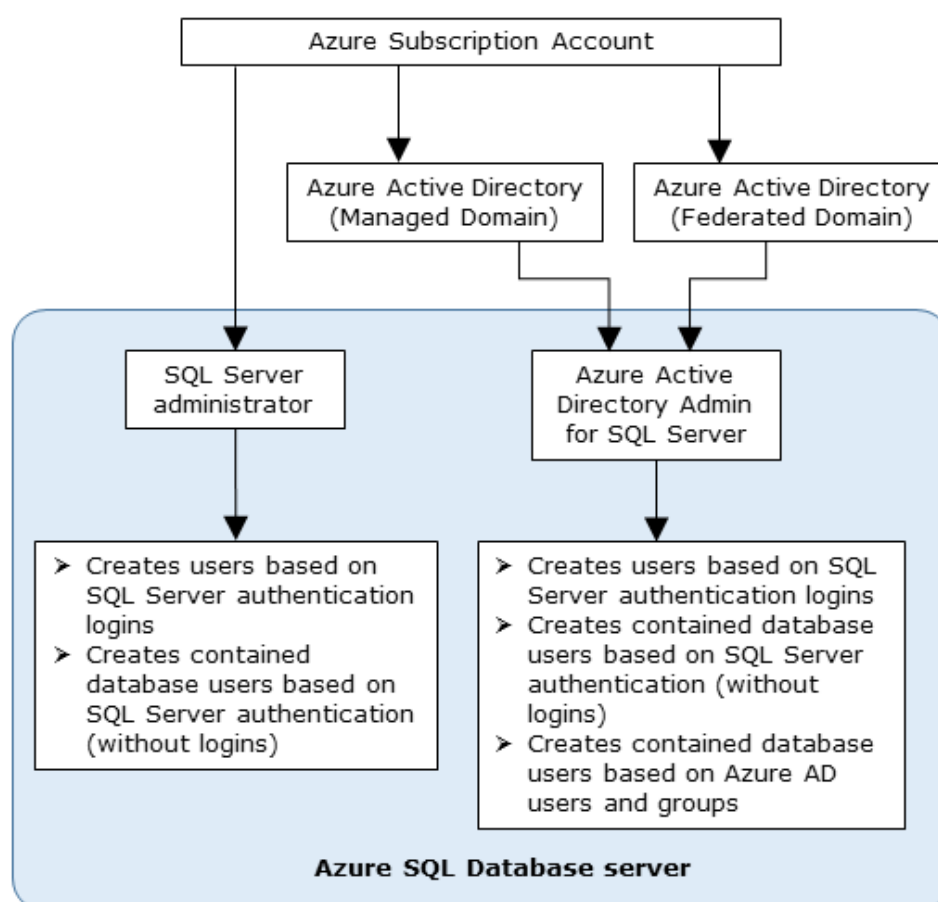 Azure Subscription Account
Azure Active Directory
(Managed Domain)
Azure Active Directory
(Federated Domain)
SQL Server
administrator
Azure Active
Directory Admin
for SQL Server
➤ Creates users based on
SQL Server authentication
logins
➤ Creates contained
database users based on
SQL Server authentication
(without logins)
➤ Creates users based on SQL
Server authentication logins
➤ Creates contained database
users based on SQL Server
authentication (without
logins)
➤ Creates contained database
users based on Azure AD
users and groups
Azure SQL Database server